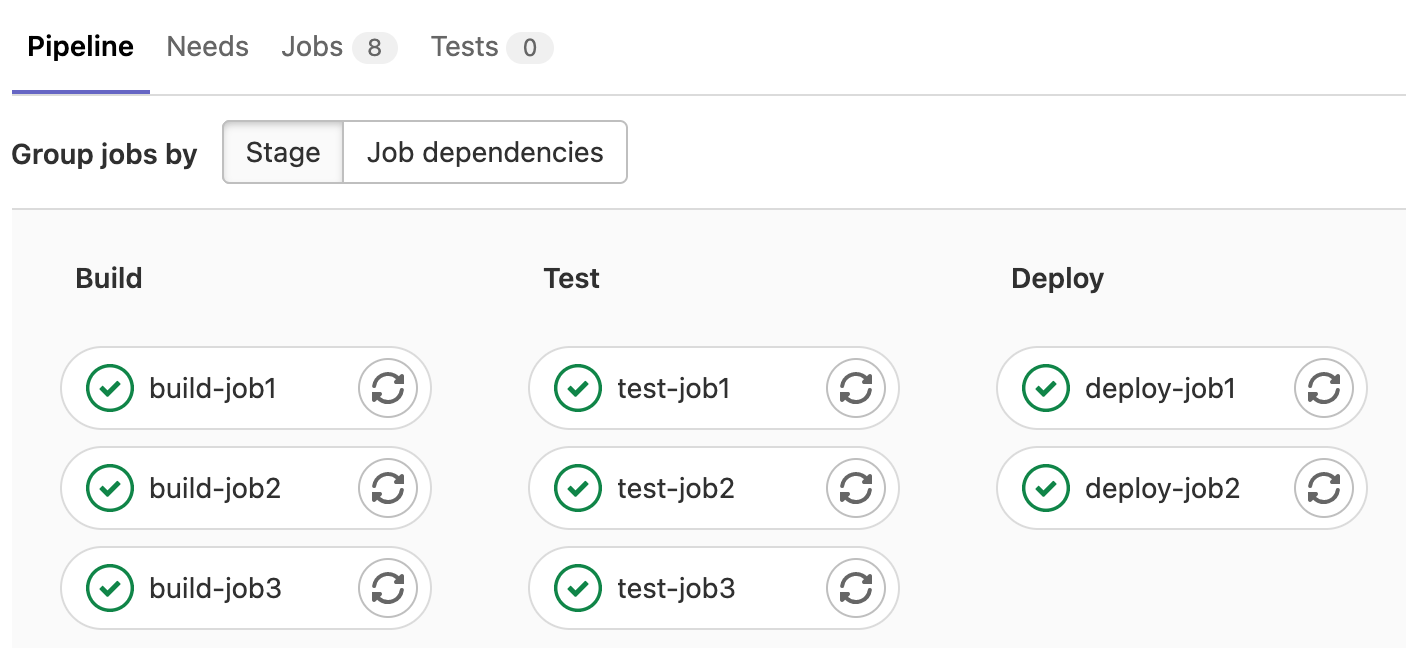 Pipeline Needs Jobs 8 Tests 0
Group jobs by Stage Job dependencies
Build Test Deploy
build-job1 test-job1 deploy-job1
build-job2 test-job2 deploy-job2
build-job3 test-job3